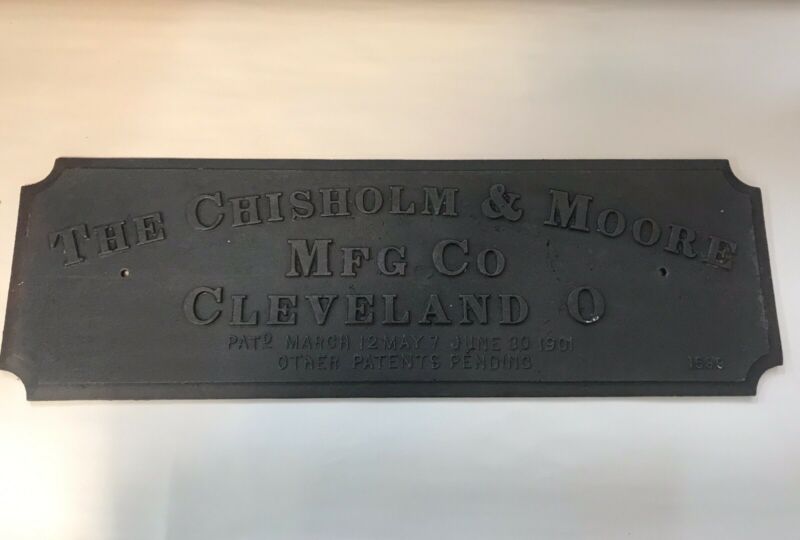 THE CHISHOLM & MOORE
MFG CO
CLEVELAND O
PATD MARCH 12 MAY 7 JUNE 30 1901
OTHER PATENTS PENDING